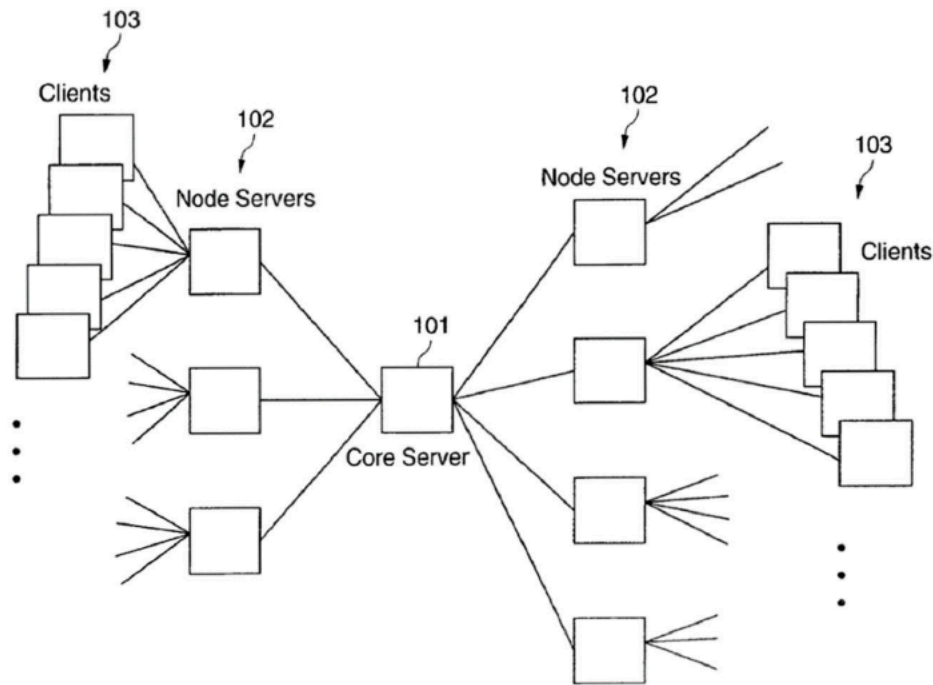 103
Clients
102
Node Servers
102
Node Servers
103
Clients
101
Core Server